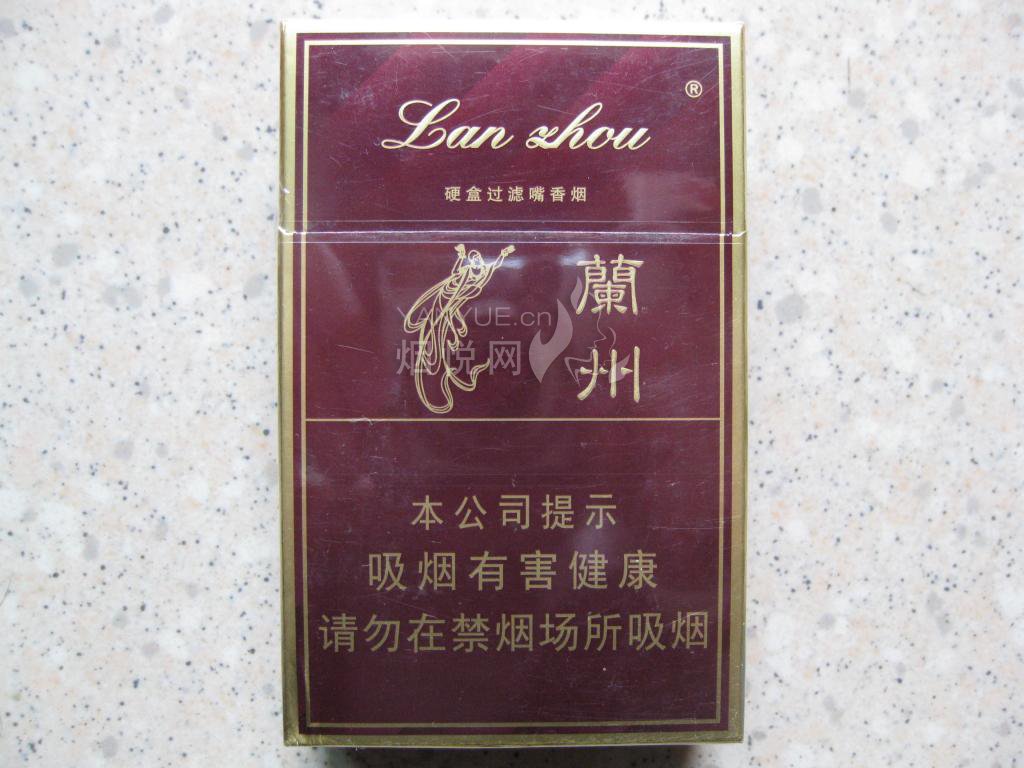 ®
Lan zhou
硬盒过滤嘴香烟
蘭州
YANYUE.cn
烟悦网
本公司提示
吸烟有害健康
请勿在禁烟场所吸烟